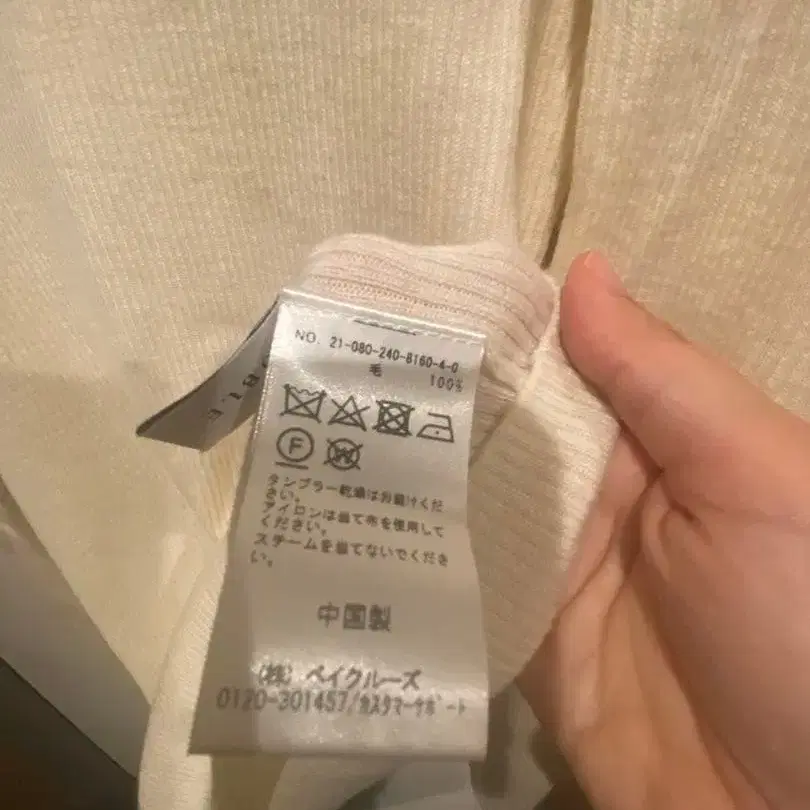 NO. 21-080-240-8160-4-0
毛 100%
F
W
タンブラー乾燥はお避けくだ
さい。
アイロンは当て布を使用して
ください。
スチームを当てないでくださ
い。
中国製
(株) ベイクルーズ
0120-301457/カスタマーサポート
OBLE